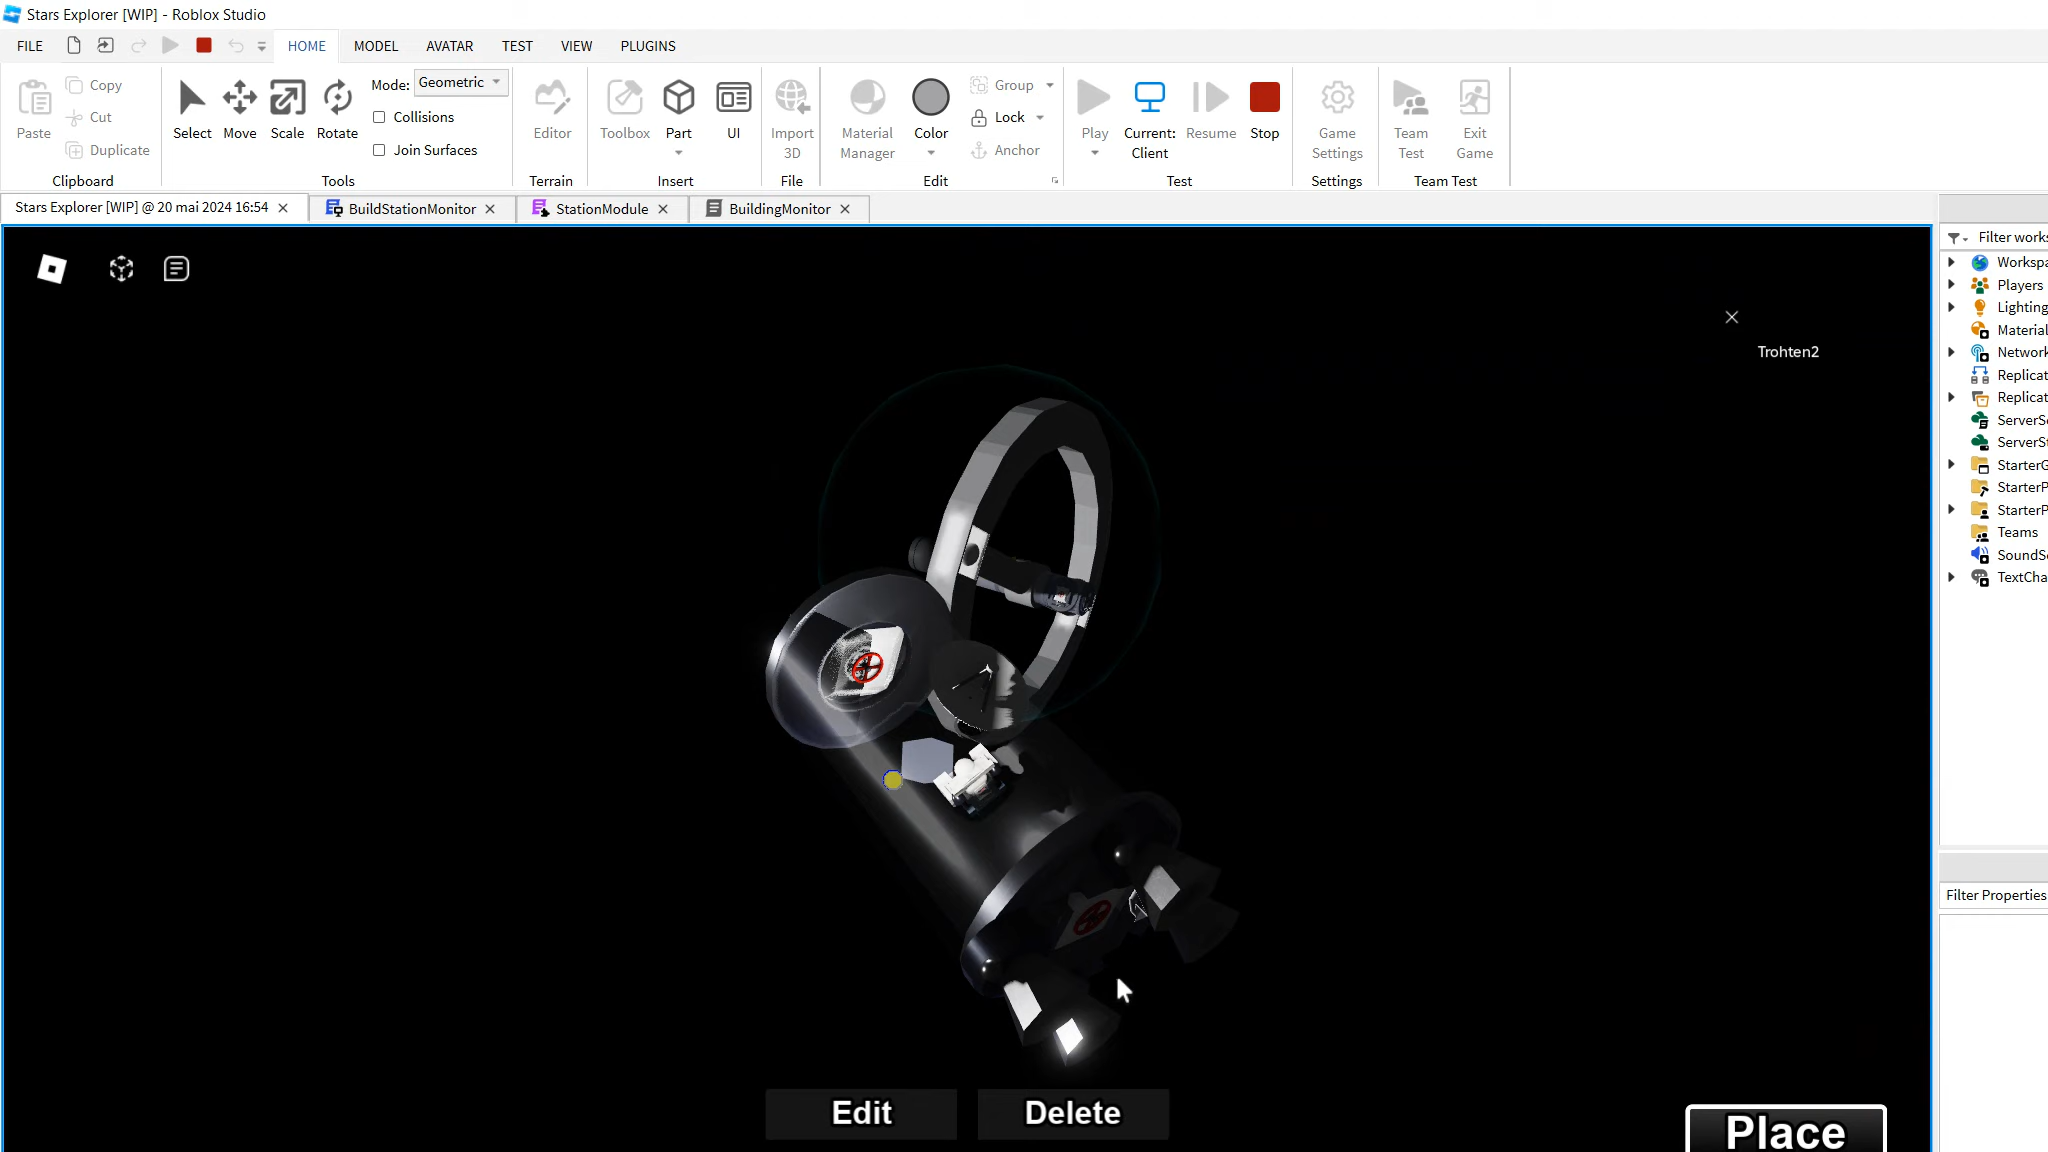 Stars Explorer [WIP] - Roblox Studio
FILE HOME MODEL AVATAR TEST VIEW PLUGINS
Paste Copy Cut Duplicate Clipboard
Select Move Scale Rotate Mode: Geometric Collisions Join Surfaces Tools
Editor Terrain
Toolbox Part UI Insert
Import 3D File
Material Manager Color Group Lock Anchor Edit
Play Current: Client Resume Stop Test
Game Settings Settings
Team Test Exit Game Team Test
Stars Explorer [WIP] @ 20 mai 2024 16:54 BuildStationMonitor StationModule BuildingMonitor
Filter works
Workspa
Players
Lighting
Material
Network
Replicat
Replicat
ServerSc
ServerSt
StarterG
StarterP
StarterP
Teams
SoundSe
TextCha
Filter Properties
Trohten2
Edit
Delete
Place